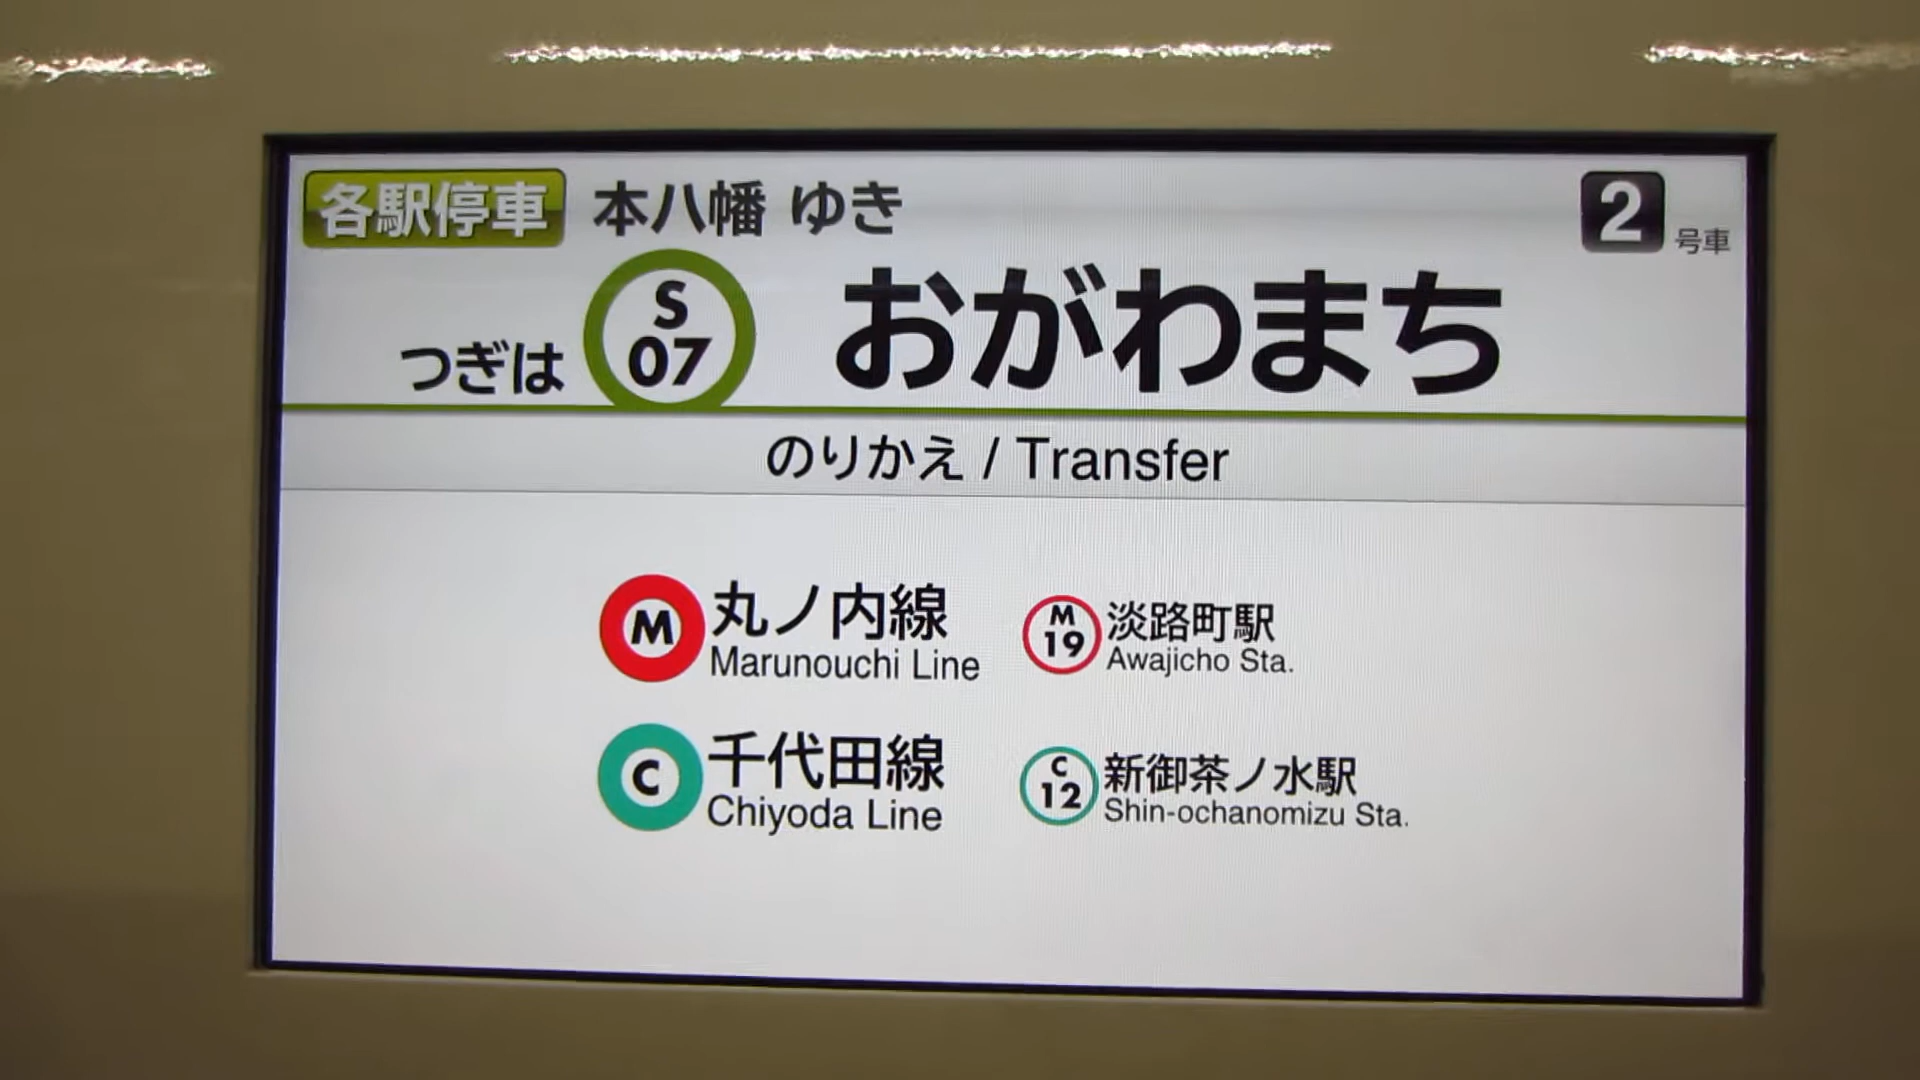 各駅停車 本八幡 ゆき
2 号車
つぎは S 07 おがわまち
のりかえ / Transfer
M 丸ノ内線 M 19 淡路町駅
Marunouchi Line Awajicho Sta.
C 千代田線 C 12 新御茶ノ水駅
Chiyoda Line Shin-ochanomizu Sta.